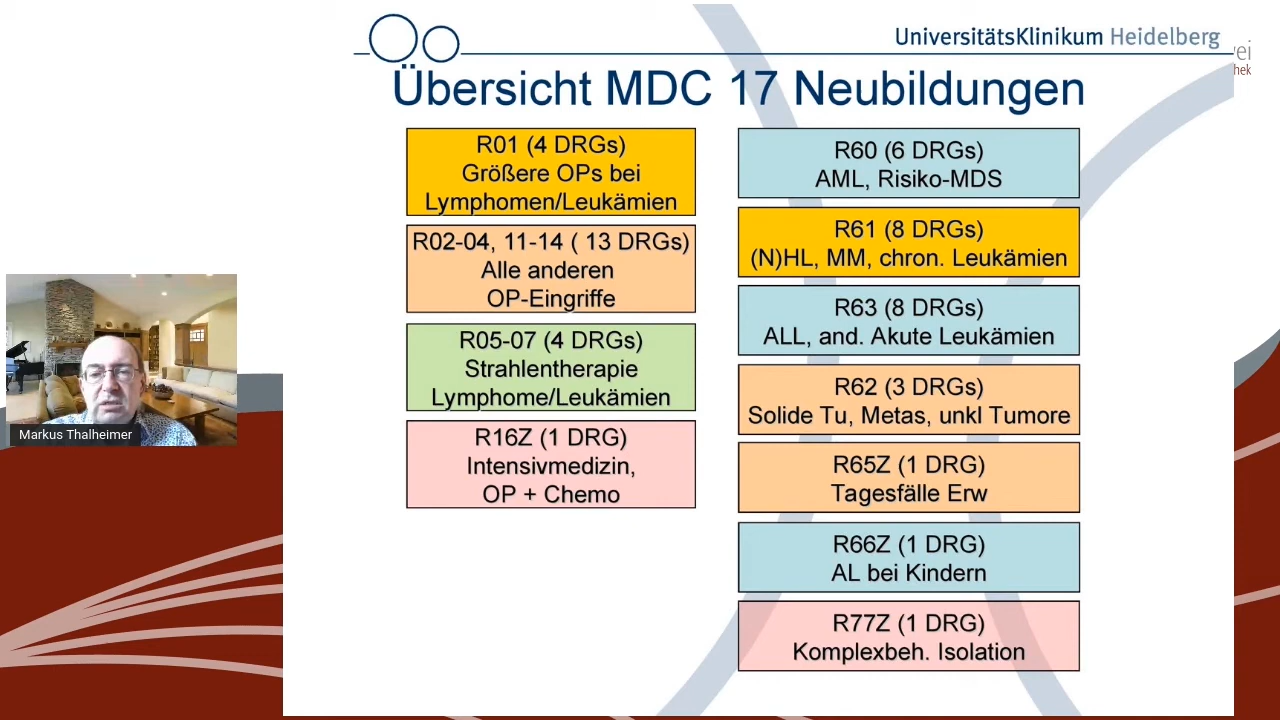 UniversitätsKlinikum Heidelberg
Übersicht MDC 17 Neubildungen
R01 (4 DRGs)
Größere OPs bei
Lymphomen/Leukämien
R02-04, 11-14 ( 13 DRGs)
Alle anderen
OP-Eingriffe
R05-07 (4 DRGs)
Strahlentherapie
Lymphome/Leukämien
R16Z (1 DRG)
Intensivmedizin,
OP + Chemo
R60 (6 DRGs)
AML, Risiko-MDS
R61 (8 DRGs)
(N)HL, MM, chron. Leukämien
R63 (8 DRGs)
ALL, and. Akute Leukämien
R62 (3 DRGs)
Solide Tu, Metas, unkl Tumore
R65Z (1 DRG)
Tagesfälle Erw
R66Z (1 DRG)
AL bei Kindern
R77Z (1 DRG)
Komplexbeh. Isolation
Markus Thalheimer